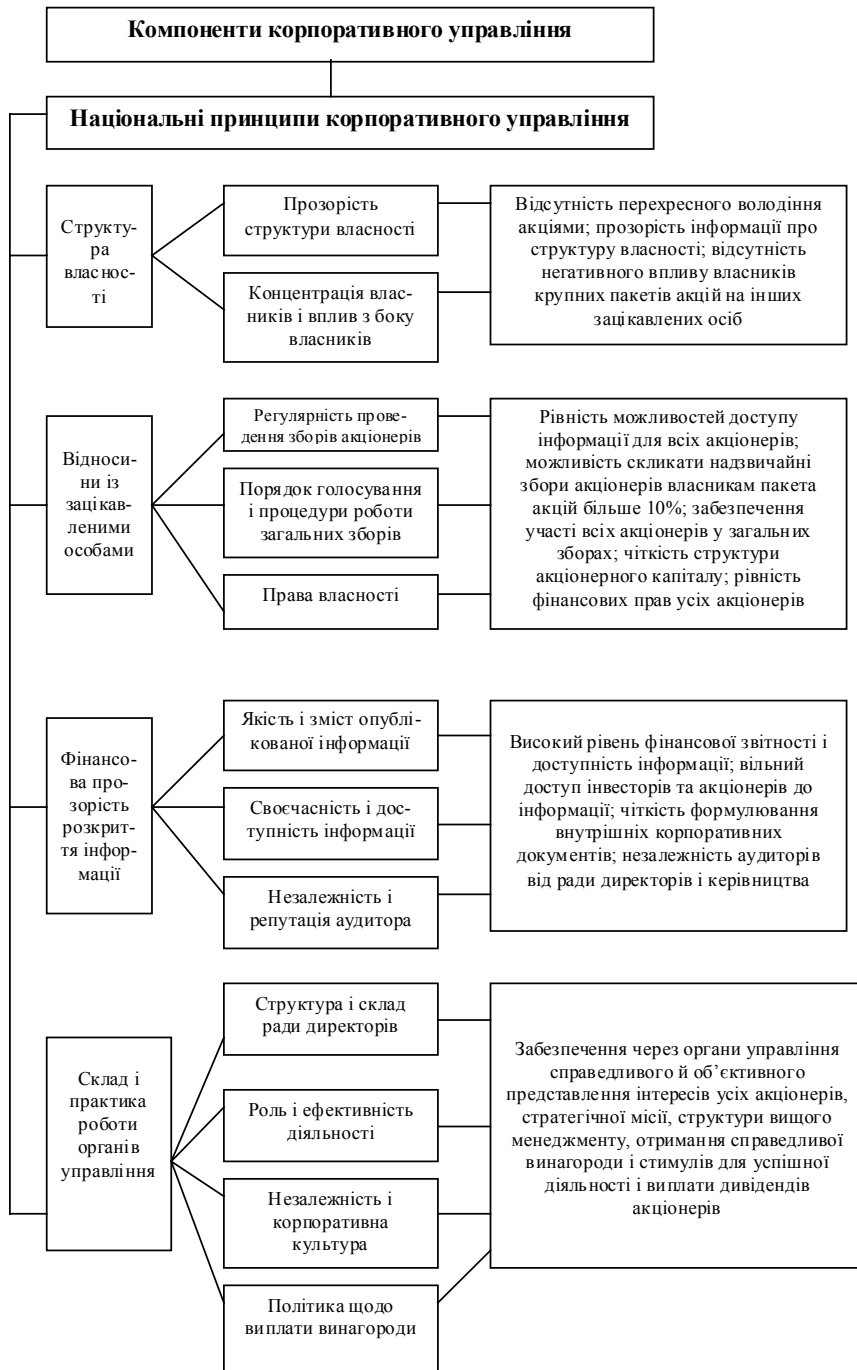 Компоненти корпоративного управління
Національні принципи корпоративного управління
Структу-
ра
власнос-
ті
Прозорість
структури власності
Концентрація влас-
ників і вплив з боку
власників
Відсутність перехресного володіння
акціями; прозорість інформації про
структуру власності; відсутність
негативного впливу власників
крупних пакетів акцій на інших
зацікавлених осіб
Відноси-
ни із
зацікав-
леними
особами
Регулярність прове-
дення зборів акціонерів
Порядок голосування
і процедури роботи
загальних зборів
Права власності
Рівність можливостей доступу
інформації для всіх акціонерів;
можливість скликати надзвичайні
збори акціонерів власникам пакета
акцій більше 10%; забезпечення
участі всіх акціонерів у загальних
зборах; чіткість структури
акціонерного капіталу; рівність
фінансових прав усіх акціонерів
Фінансо-
ва про-
зорість
розкрит-
тя інфор-
мації
Якість і зміст опублі-
кованої інформації
Своєчасність і дос-
тупність інформації
Незалежність і
репутація аудитора
Високий рівень фінансової звітності і
доступність інформації; вільний
доступ інвесторів та акціонерів до
інформації; чіткість формулювання
внутрішніх корпоративних
документів; незалежність аудиторів
від ради директорів і керівництва
Склад і
практика
роботи
органів
управління
Структура і склад
ради директорів
Роль і ефективність
діяльності
Незалежність і
корпоративна
культура
Політика щодо
виплати винагороди
Забезпечення через органи управління
справедливого й об’єктивного
представлення інтересів усіх акціонерів,
стратегічної місії, структури вищого
менеджменту, отримання справедливої
винагороди і стимулів для успішної
діяльності і виплати дивідендів
акціонерів